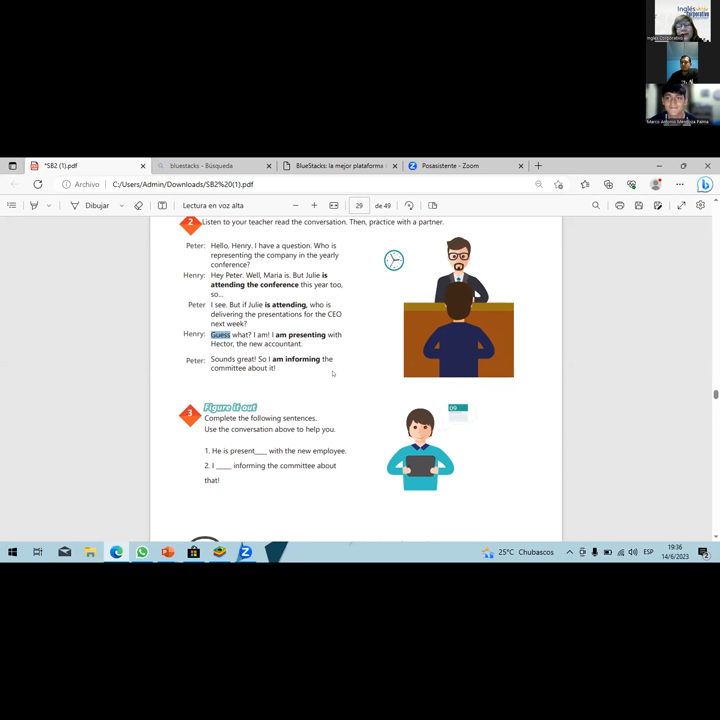 Inglés
Corporativo
Inglés Corporativo
Marco Antonio Mendoza Palma
*SB2 (1).pdf
bluestacks - Búsqueda
BlueStacks: la mejor plataforma
Posasistente - Zoom
Archivo
C:/Users/Admin/Downloads/SB2%20(1).pdf
Dibujar
Lectura en voz alta
29
de 49
2
Listen to your teacher read the conversation. Then, practice with a partner.
Peter: Hello, Henry. I have a question. Who is
representing the company in the yearly
conference?
Henry: Hey Peter. Well, Maria is. But Julie is
attending the conference this year too,
so...
Peter I see. But if Julie is attending, who is
delivering the presentations for the CEO
next week?
Henry: Guess what? I am! I am presenting with
Hector, the new accountant.
Peter: Sounds great! So I am informing the
committee about it!
3
Figure it out
Complete the following sentences.
Use the conversation above to help you.
1. He is present___ with the new employee.
2. I ____ informing the committee about
that!
09
25°C Chubascos
ESP
19:36
14/6/2023
2